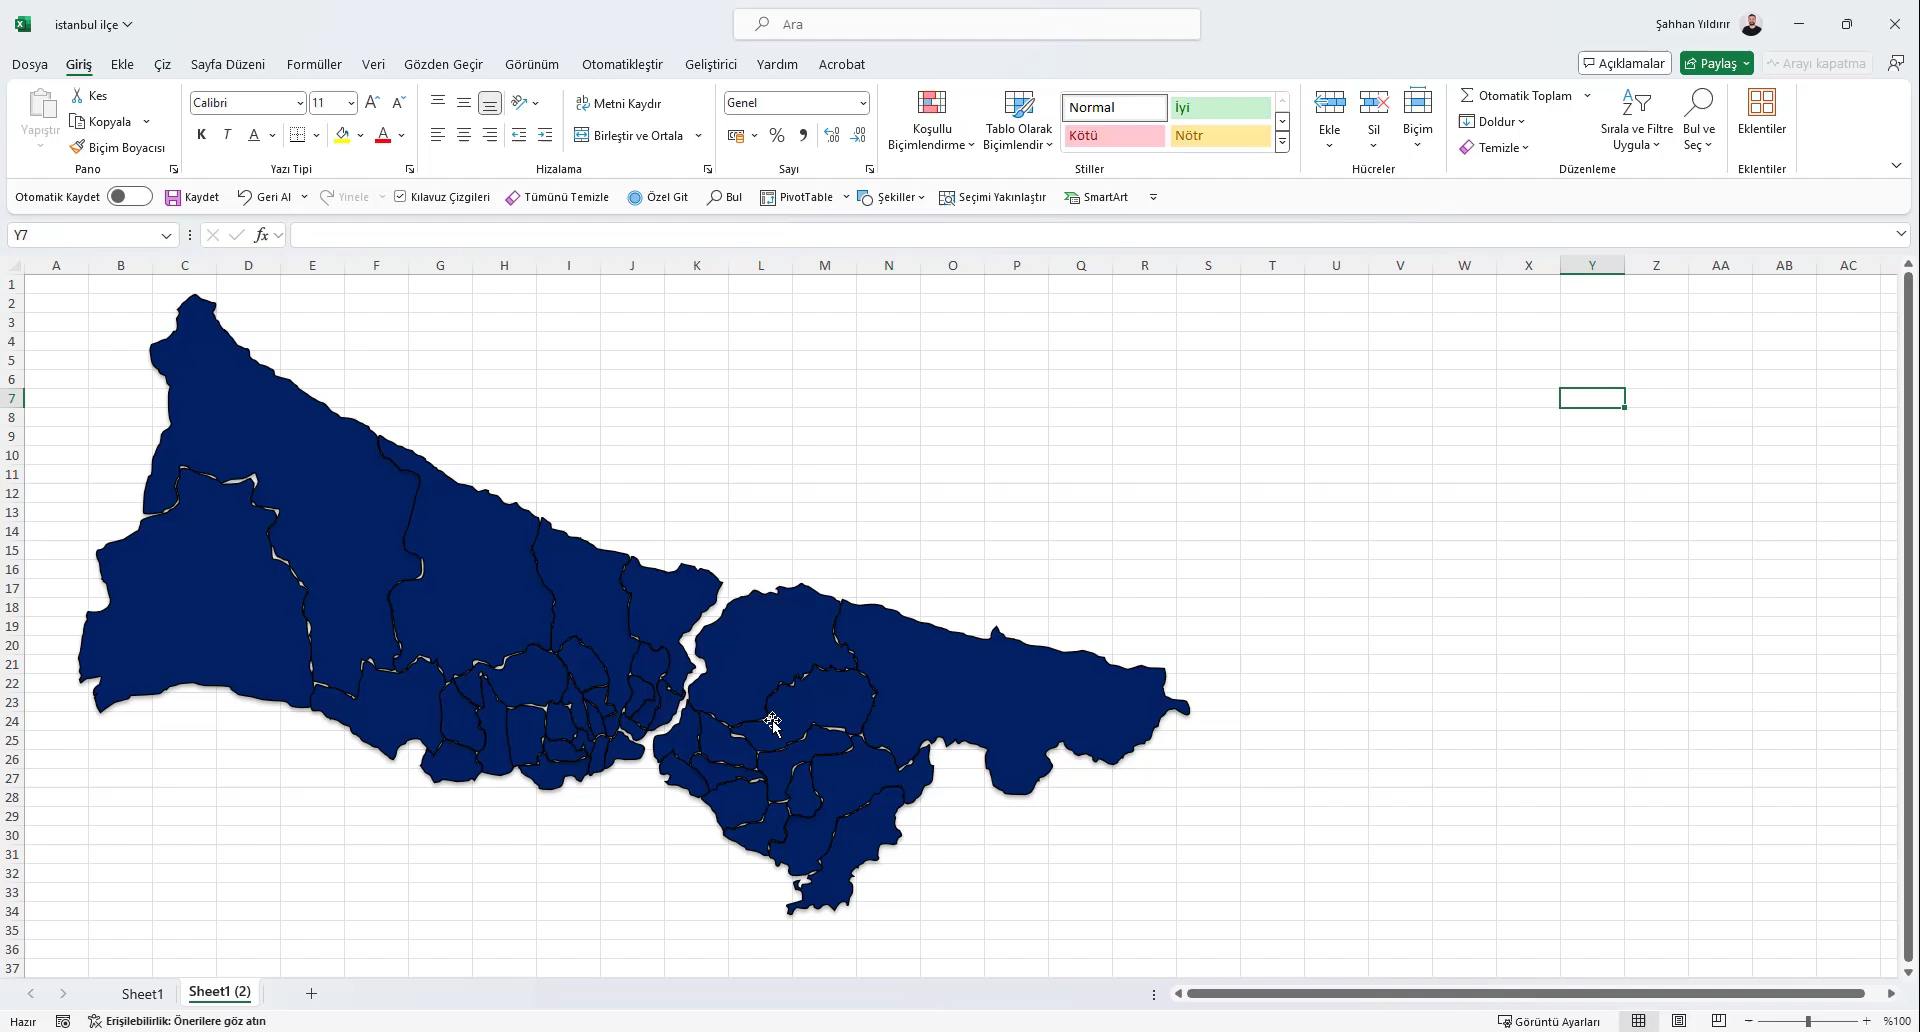 istanbul ilçe
Ara
Şahhan Yıldırır
Dosya Giriş Ekle Çiz Sayfa Düzeni Formüller Veri Gözden Geçir Görünüm Otomatikleştir Geliştirici Yardım Acrobat
Açıklamalar Paylaş Arayı kapatma
Yapıştır
Kes
Kopyala
Biçim Boyacısı
Pano
Calibri 11
K T A
Yazı Tipi
Metni Kaydır
Birleştir ve Ortala
Hizalama
Genel
Sayı
Koşullu
Biçimlendirme
Tablo Olarak
Biçimlendir
Normal İyi
Kötü Nötr
Stiller
Ekle
Sil
Biçim
Hücreler
Otomatik Toplam
Doldur
Temizle
Sırala ve Filtre
Uygula
Bul ve
Seç
Düzenleme
Eklentiler
Eklentiler
Otomatik Kaydet Kaydet Geri Al Yinele Kılavuz Çizgileri Tümünü Temizle Özel Git Bul PivotTable Şekiller Seçimi Yakınlaştır SmartArt
Y7
fx
A B C D E F G H I J K L M N O P Q R S T U V W X Y Z AA AB AC
1
2
3
4
5
6
7
8
9
10
11
12
13
14
15
16
17
18
19
20
21
22
23
24
25
26
27
28
29
30
31
32
33
34
35
36
37
Sheet1 Sheet1 (2)
Hazır Erişilebilirlik: Önerilere göz atın Görüntü Ayarları %100